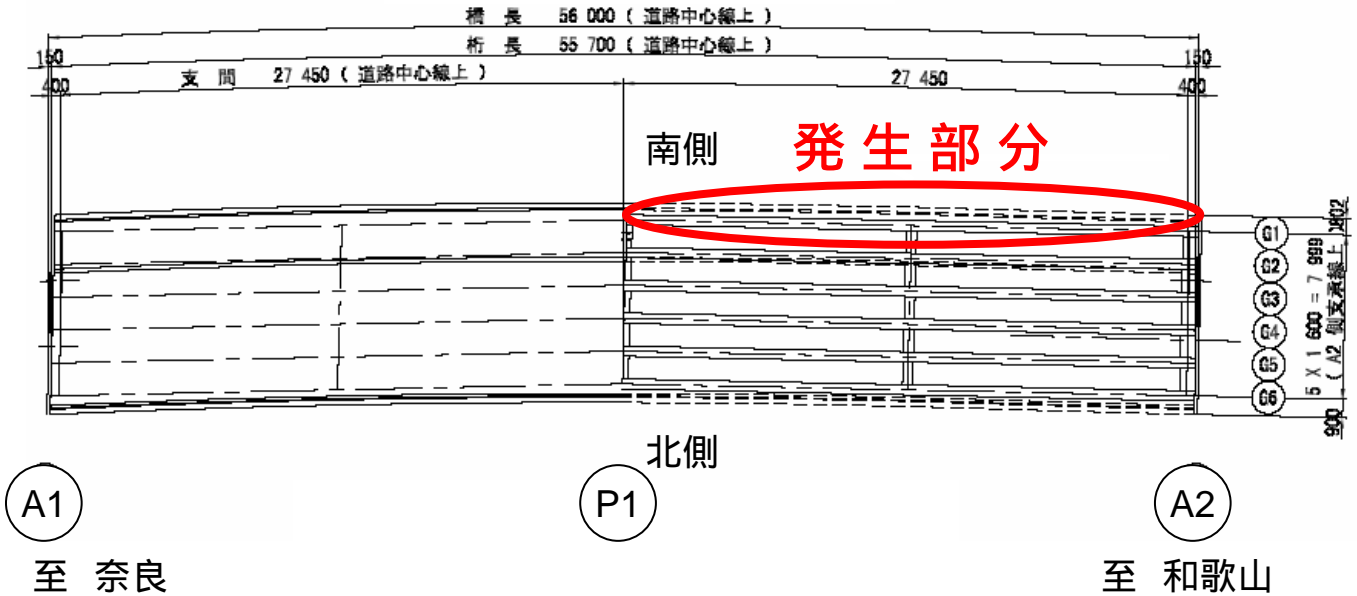 橋 長 56 000 ( 道路中心線上 )
桁 長 55 700 ( 道路中心線上 )
150
150
支 間 27 450 ( 道路中心線上 )
27 450
400
400
南側
発生部分
802
G1
G2
G3
G4
G5
G6
5 X 1 600 = 7 999
( A2 側支承線上 )
900
北側
A1
P1
A2
至 奈良
至 和歌山